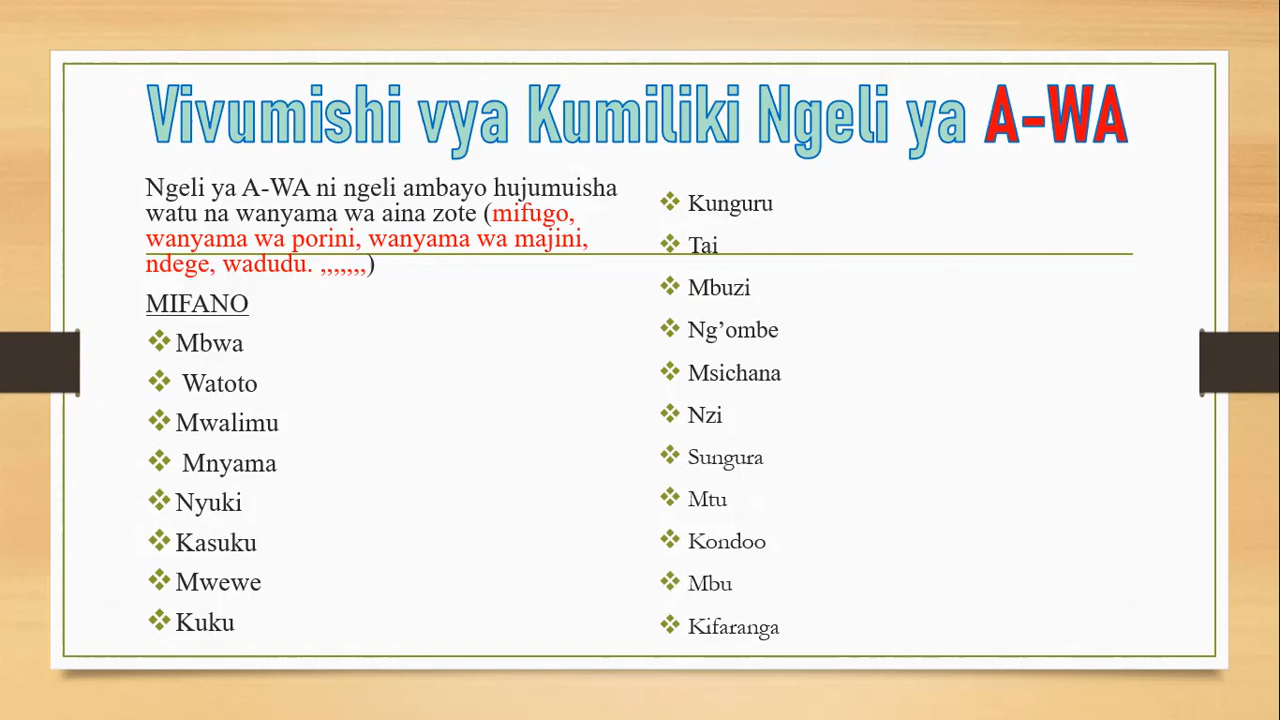 Vivumishi vya Kumiliki Ngeli ya A-WA
Ngeli ya A-WA ni ngeli ambayo hujumuisha
watu na wanyama wa aina zote (mifugo,
wanyama wa porini, wanyama wa majini,
ndege, wadudu. ,,,,,,,)
MIFANO
Mbwa
Watoto
Mwalimu
Mnyama
Nyuki
Kasuku
Mwewe
Kuku
Kunguru
Tai
Mbuzi
Ng’ombe
Msichana
Nzi
Sungura
Mtu
Kondoo
Mbu
Kifaranga